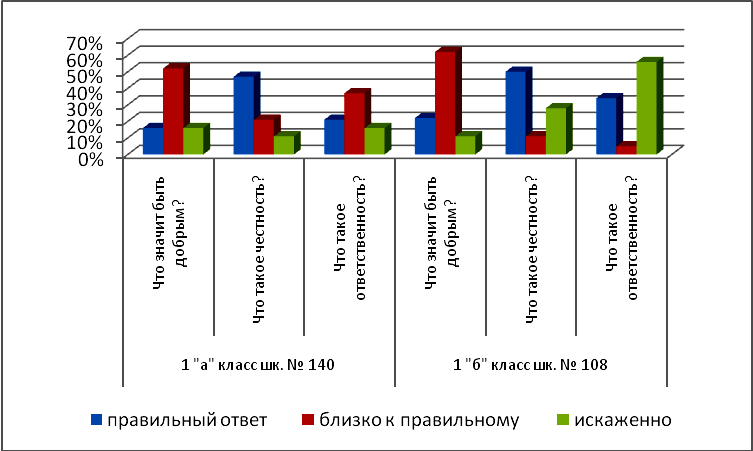 70%
60%
50%
40%
30%
20%
10%
0%
Что значит быть
добрым?
Что такое честность?
Что такое
ответственность?
Что значит быть
добрым?
Что такое честность?
Что такое
ответственность?
1 "а" класс шк. № 140
1 "б" класс шк. № 108
правильный ответ
близко к правильному
искаженно